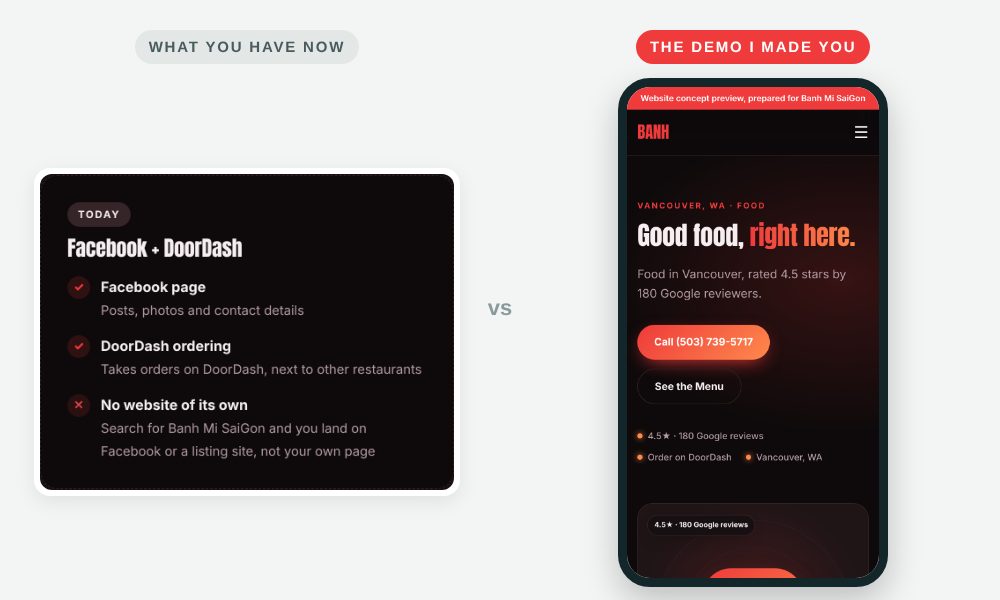 WHAT YOU HAVE NOW
TODAY
Facebook + DoorDash
Facebook page
Posts, photos and contact details
DoorDash ordering
Takes orders on DoorDash, next to other restaurants
No website of its own
Search for Banh Mi SaiGon and you land on
Facebook or a listing site, not your own page
vs
THE DEMO I MADE YOU
Website concept preview, prepared for Banh Mi SaiGon
BANH
VANCOUVER, WA · FOOD
Good food, right here.
Food in Vancouver, rated 4.5 stars by
180 Google reviewers.
Call (503) 739-5717
See the Menu
4.5★ · 180 Google reviews
Order on DoorDash
Vancouver, WA
4.5★ · 180 Google reviews